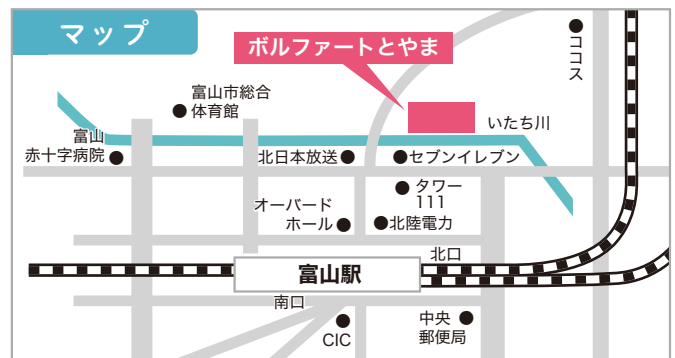 マップ
ボルファートとやま
ココス
富山市総合
体育館
いたち川
富山
赤十字病院
北日本放送
セブンイレブン
タワー
111
オーバード
ホール
北陸電力
北口
富山駅
南口
CIC
中央
郵便局